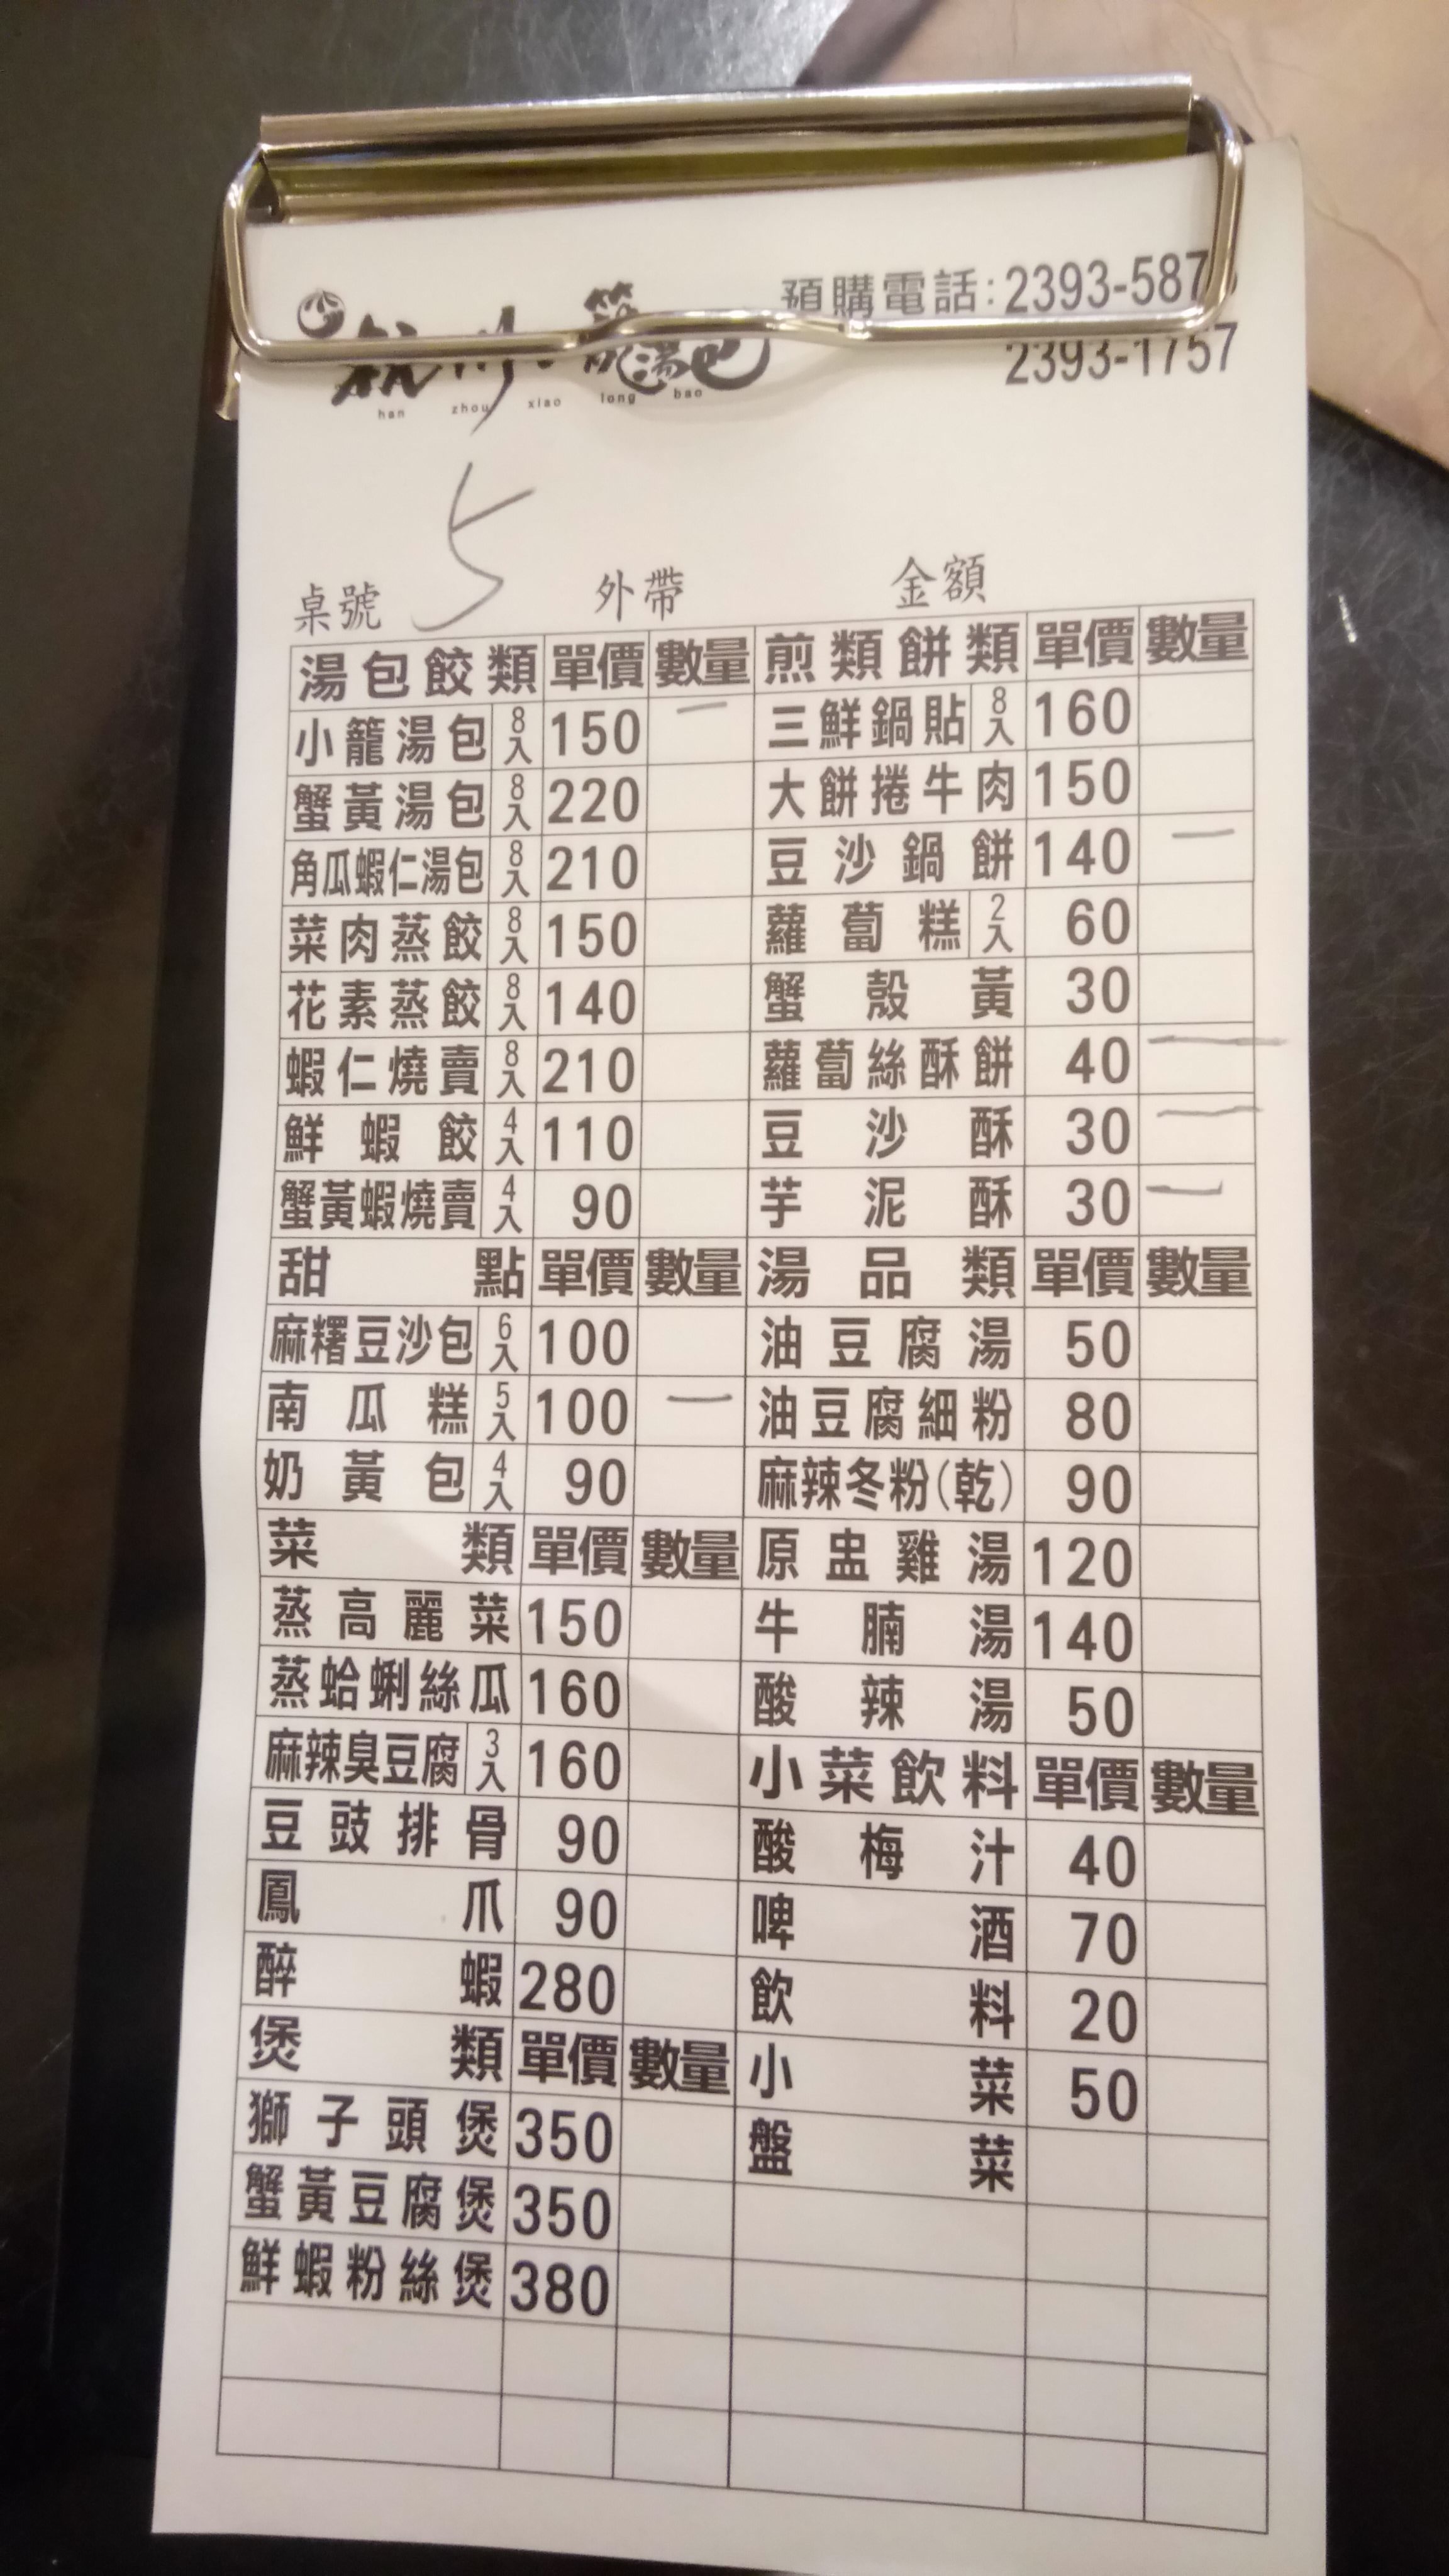 預購電話:2393-587
2393-1757
杭州小籠湯包
han zhou xiao long bao
桌號 5 外帶 金額
湯包餃類 單價 數量 煎類餅類 單價 數量
小籠湯包 8入 150 一 三鮮鍋貼 8入 160
蟹黃湯包 8入 220 大餅捲牛肉 150
角瓜蝦仁湯包 8入 210 豆沙鍋餅 140 一
菜肉蒸餃 8入 150 蘿蔔糕 2入 60
花素蒸餃 8入 140 蟹殼黃 30
蝦仁燒賣 8入 210 蘿蔔絲酥餅 40 一
鮮蝦餃 4入 110 豆沙酥 30 一
蟹黃蝦燒賣 4入 90 芋泥酥 30 一
甜點 單價 數量 湯品類 單價 數量
麻糬豆沙包 6入 100 油豆腐湯 50
南瓜糕 5入 100 一 油豆腐細粉 80
奶黃包 4入 90 麻辣冬粉(乾) 90
菜類 單價 數量 原盅雞湯 120
蒸高麗菜 150 牛腩湯 140
蒸蛤蜊絲瓜 160 酸辣湯 50
麻辣臭豆腐 3入 160 小菜飲料 單價 數量
豆豉排骨 90 酸梅汁 40
鳳爪 90 啤酒 70
醉蝦 280 飲料 20
煲類 單價 數量 小菜 50
獅子頭煲 350 盤菜
蟹黃豆腐煲 350
鮮蝦粉絲煲 380